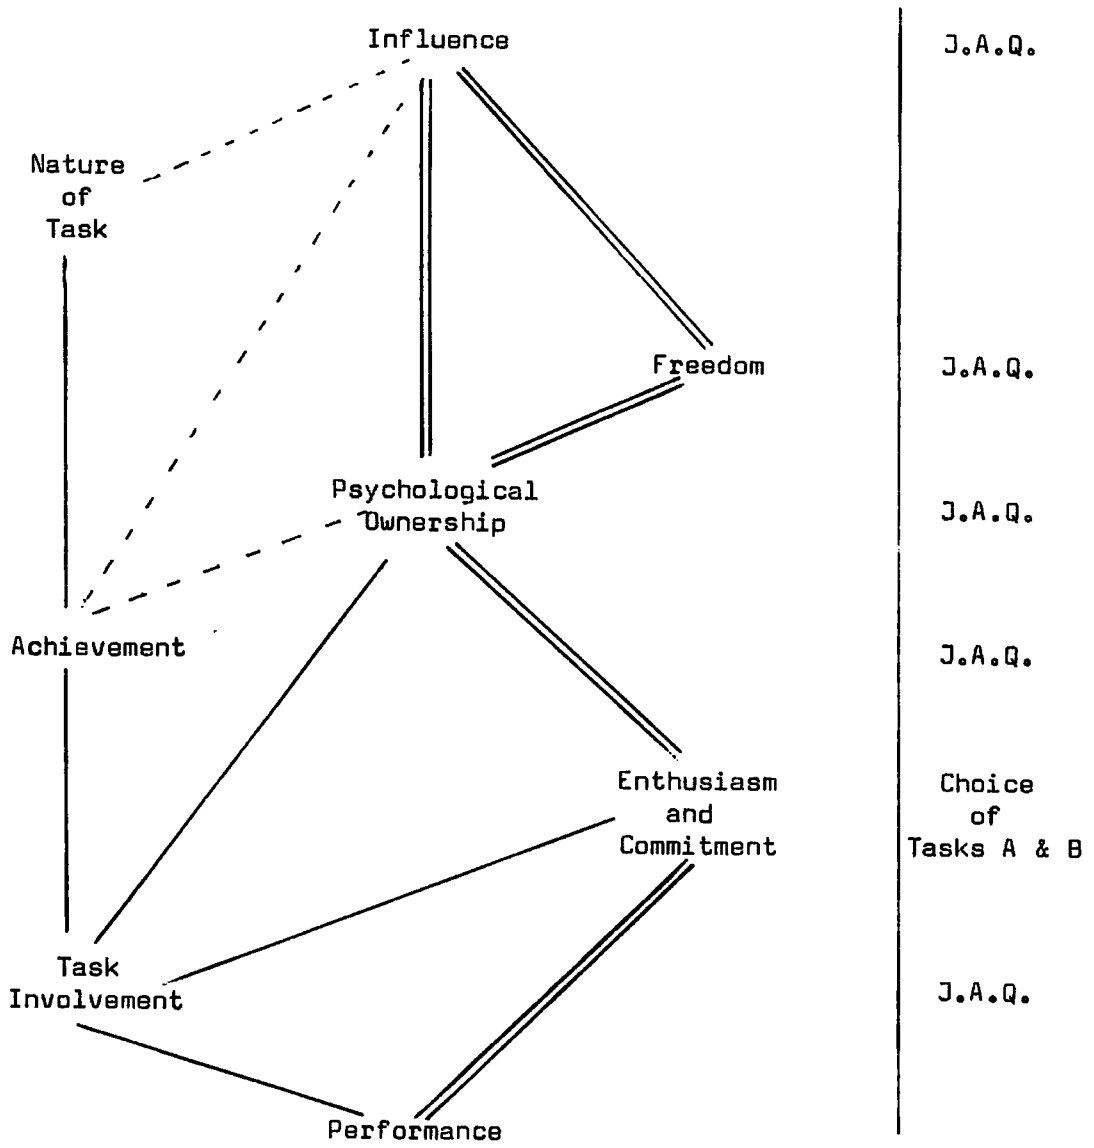 Influence
J.A.Q.
Nature
of
Task
Freedom
J.A.Q.
Psychological
Ownership
J.A.Q.
Achievement
J.A.Q.
Enthusiasm
and
Commitment
Choice
of
Tasks A & B
Task
Involvement
J.A.Q.
Performance